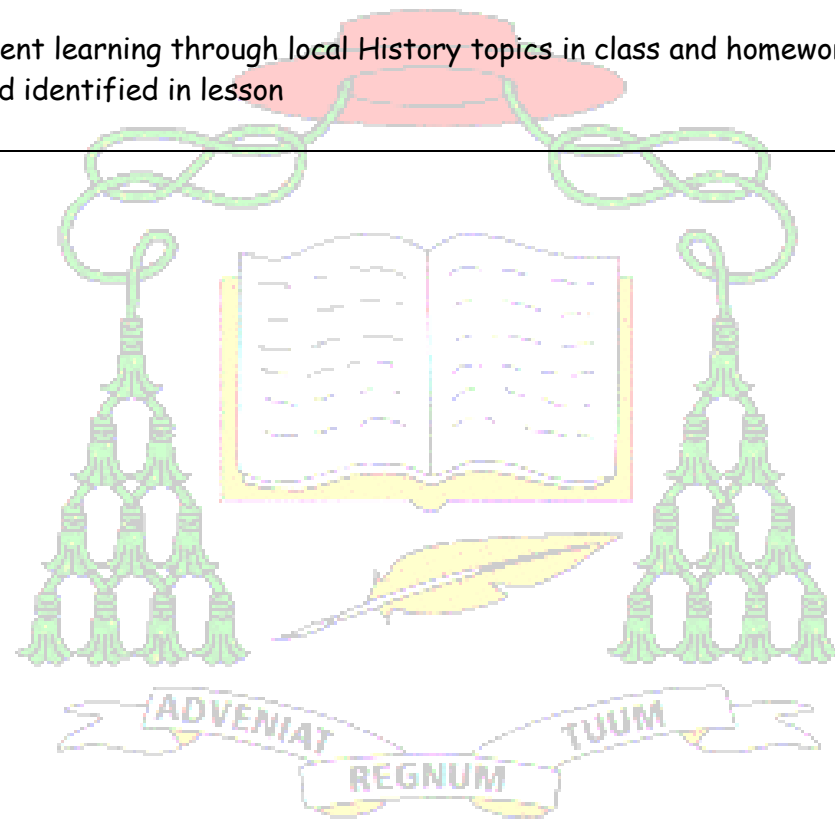 ent learning through local History topics in class and homewor
d identified in lesson
ADVENIAT
REGNUM
TUUM